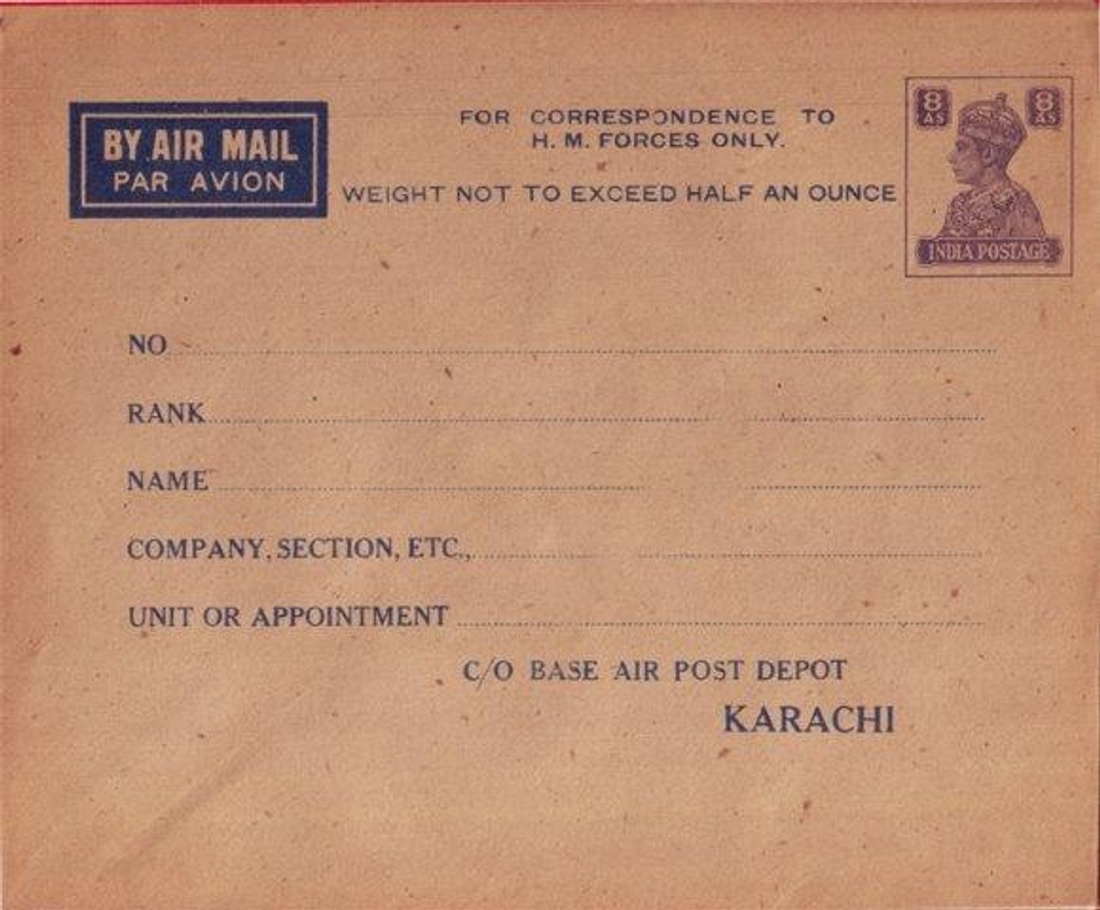 BY AIR MAIL
PAR AVION
FOR CORRESPONDENCE TO
H. M. FORCES ONLY.
WEIGHT NOT TO EXCEED HALF AN OUNCE
8 AS
8 AS
INDIA POSTAGE
NO
RANK
NAME
COMPANY, SECTION, ETC.,
UNIT OR APPOINTMENT
C/O BASE AIR POST DEPOT
KARACHI